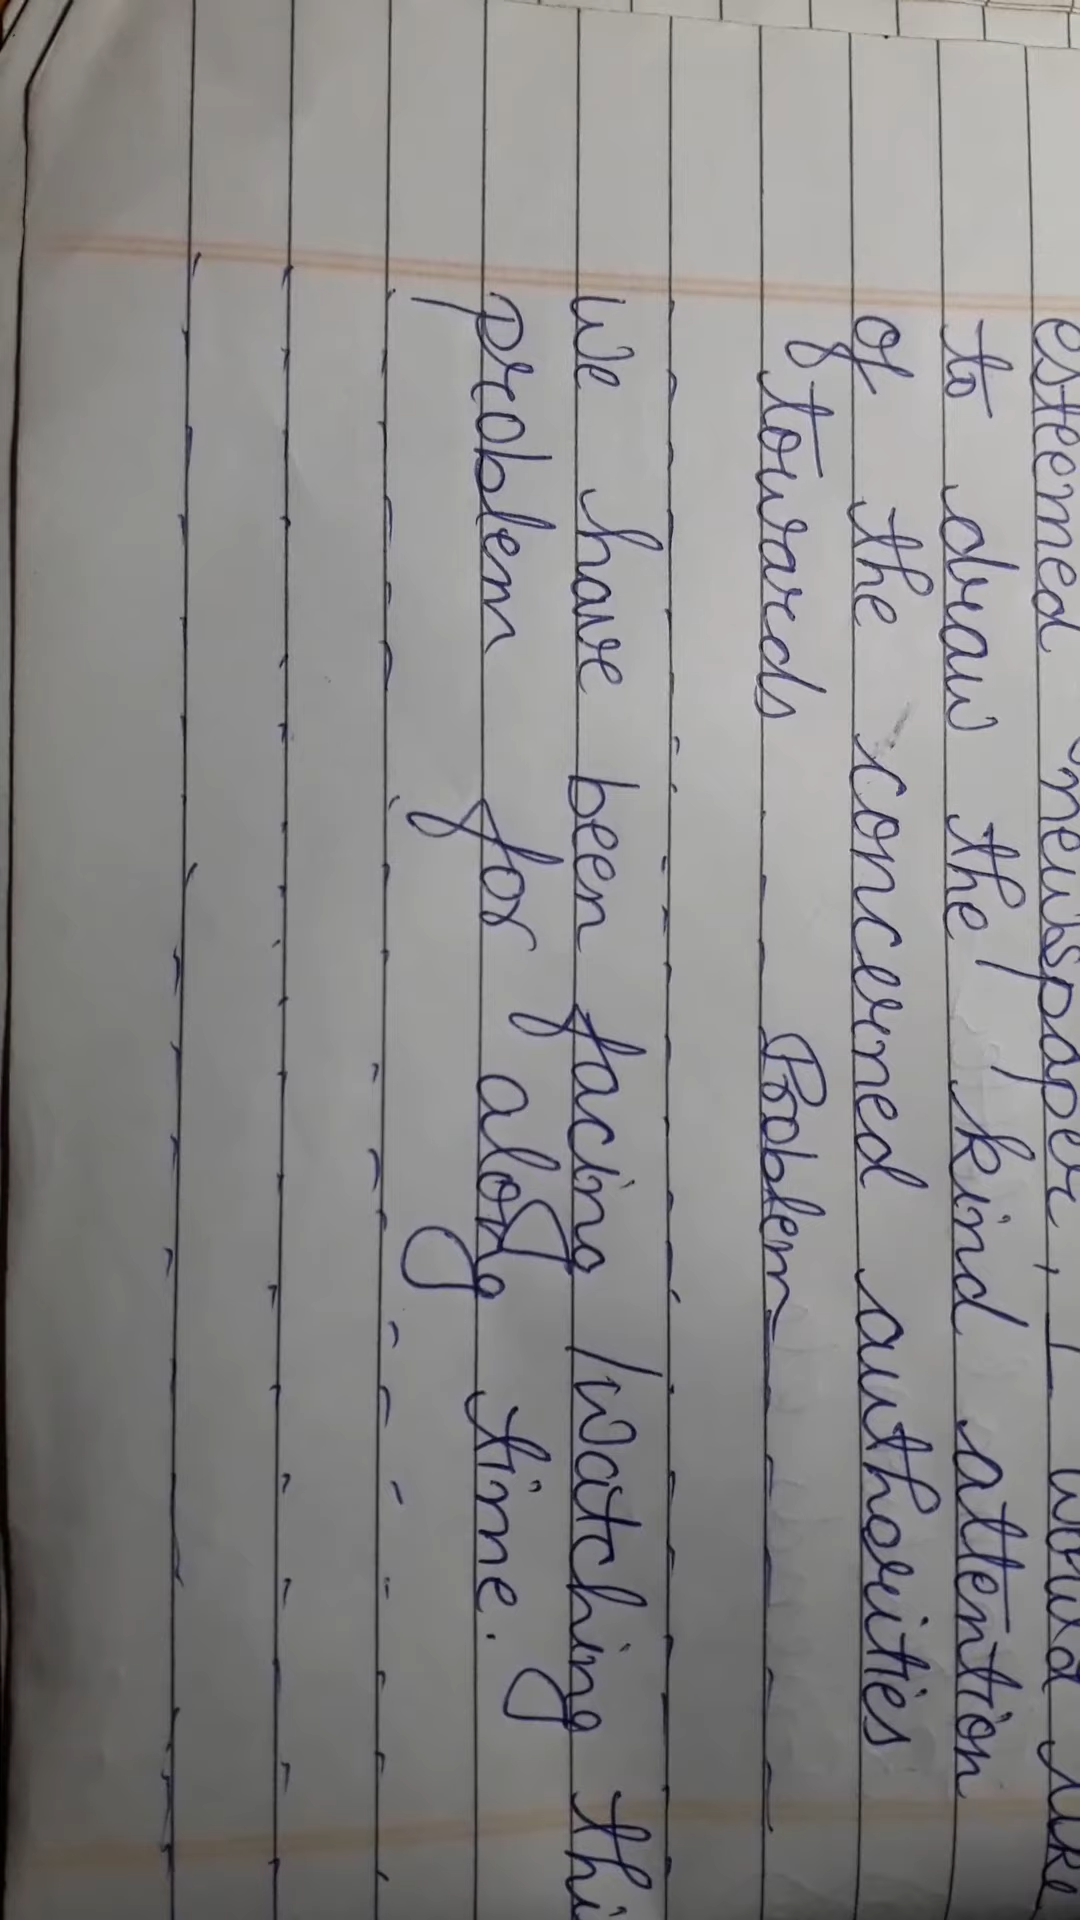 esteemed newspaper, I would like
to draw the kind attention
of the concerned authorities
towards _ _ _ Problem _ _ _ _ _ _
_ _ _ _ _ _ _ _ _ _ _ _ _ _ _ _
We have been facing/watching thi
problem for along time.
_ _ _ _ _ _ _ _ _ _ _ _ _ _ _ _
_ _ _ _ _ _ _ _ _ _ _ _ _ _ _ _
_ _ _ _ _ _ _ _ _ _ _ _ _ _ _ _